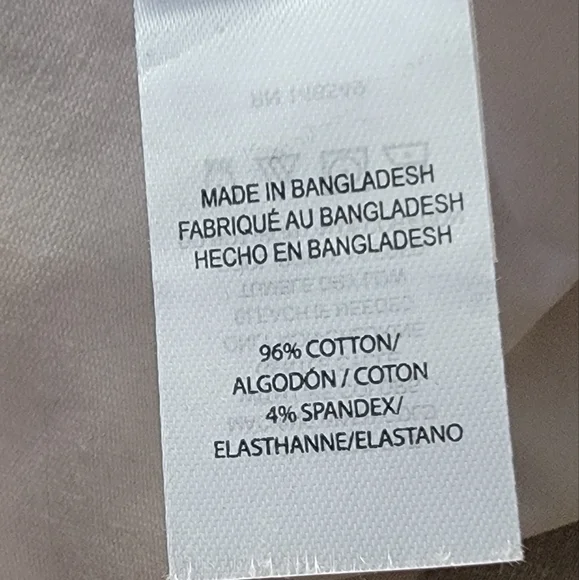 MADE IN BANGLADESH
FABRIQUÉ AU BANGLADESH
HECHO EN BANGLADESH
96% COTTON/
ALGODÓN / COTON
4% SPANDEX/
ELASTHANNE/ELASTANO